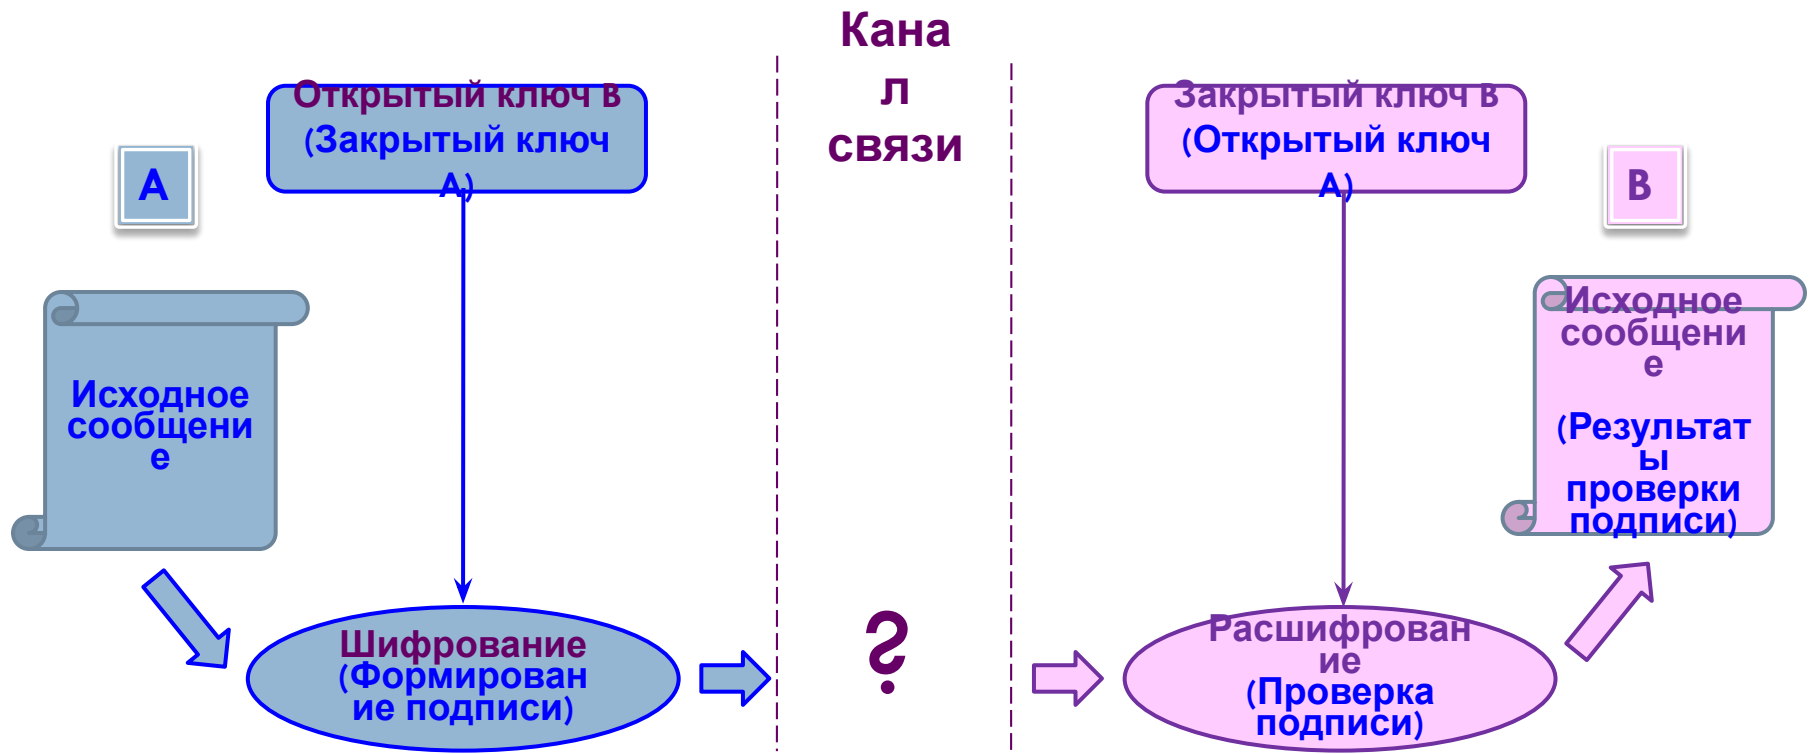 Кана
л
связи
Открытый ключ B
(Закрытый ключ
А)
Закрытый ключ B
(Открытый ключ
А)
А
B
Исходное
сообщени
е
Исходное
сообщени
е
(Результат
ы
проверки
подписи)
Шифрование
(Формирован
ие подписи)
?
Расшифрован
ие
(Проверка
подписи)